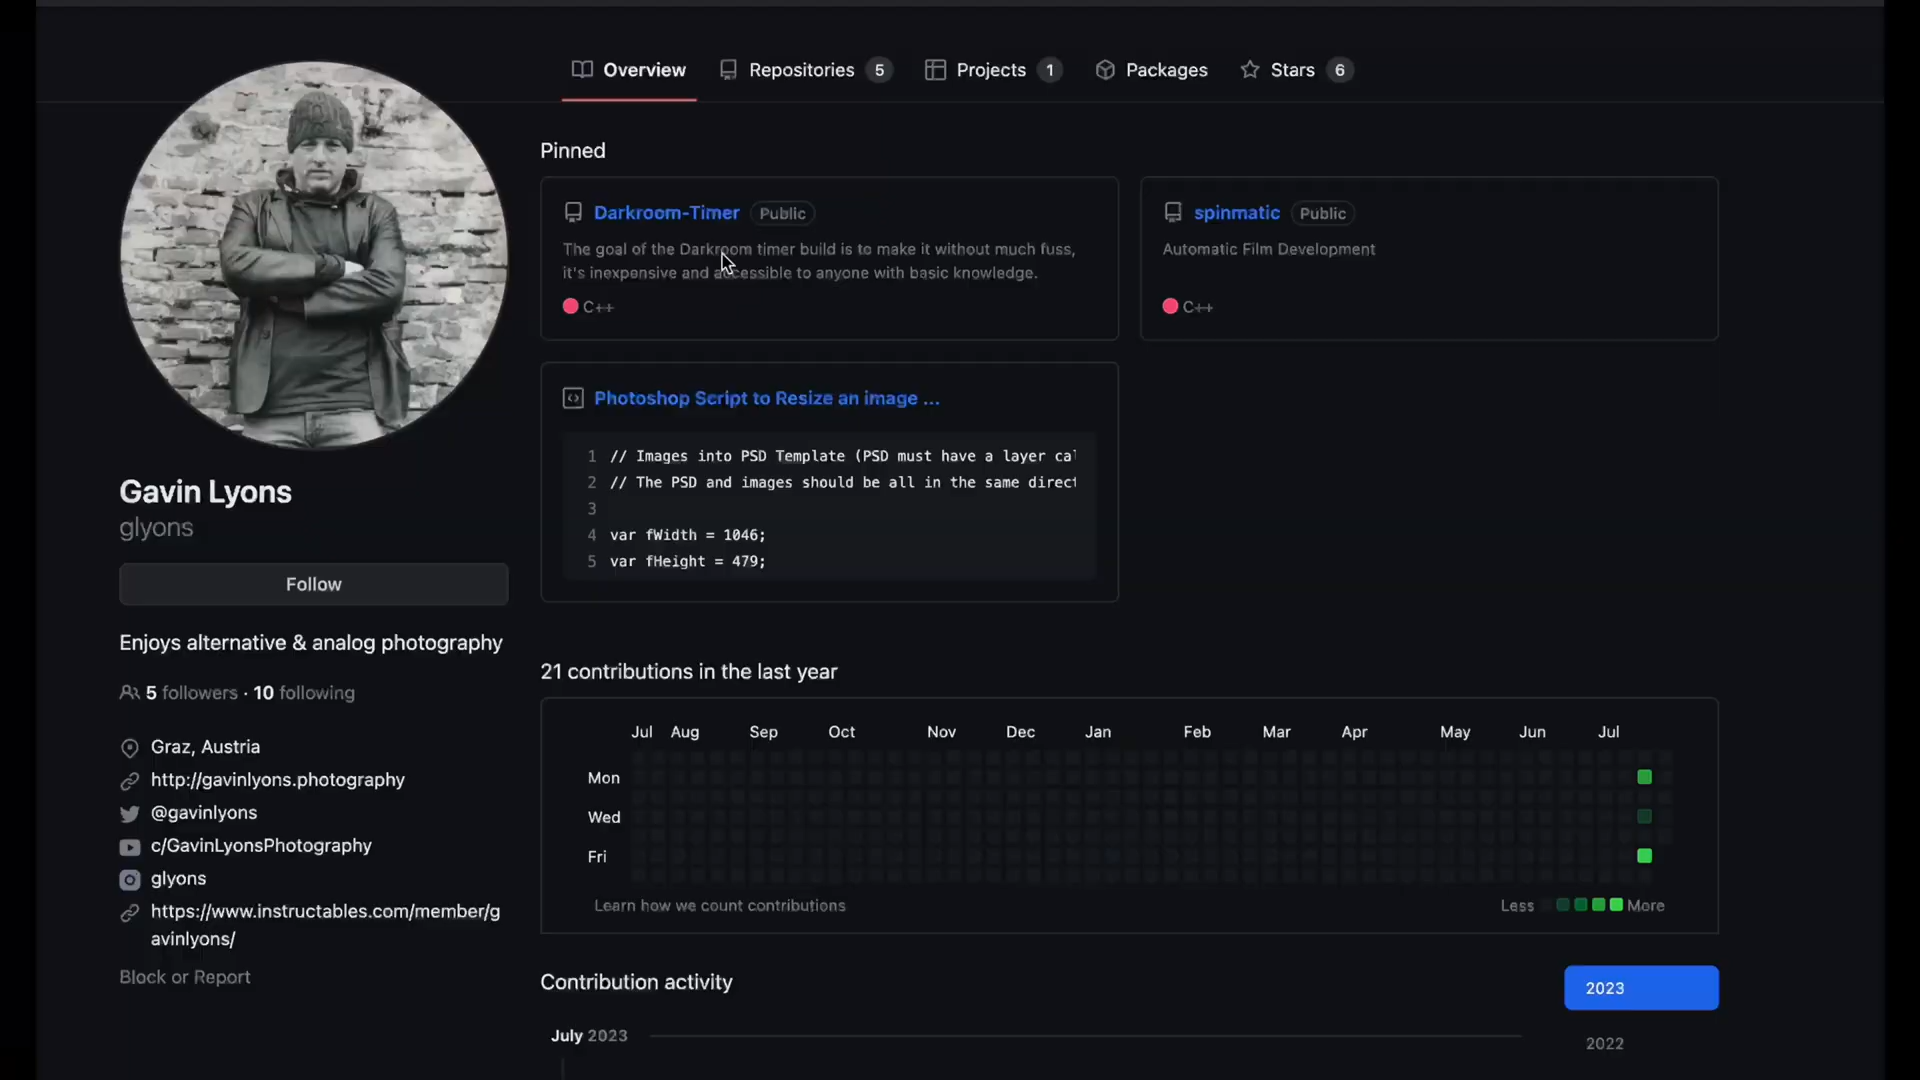 Overview Repositories 5 Projects 1 Packages Stars 6
Pinned
Darkroom-Timer Public
The goal of the Darkroom timer build is to make it without much fuss,
it's inexpensive and accessible to anyone with basic knowledge.
C++
spinmatic Public
Automatic Film Development
C++
Photoshop Script to Resize an image ...
1 // Images into PSD Template (PSD must have a layer cal
2 // The PSD and images should be all in the same direct
3
4 var fWidth = 1046;
5 var fHeight = 479;
Gavin Lyons
glyons
Follow
Enjoys alternative & analog photography
5 followers · 10 following
Graz, Austria
http://gavinlyons.photography
@gavinlyons
c/GavinLyonsPhotography
glyons
https://www.instructables.com/member/g
avinlyons/
Block or Report
21 contributions in the last year
Jul Aug Sep Oct Nov Dec Jan Feb Mar Apr May Jun Jul
Mon
Wed
Fri
Learn how we count contributions
Less More
Contribution activity
July 2023
2023
2022